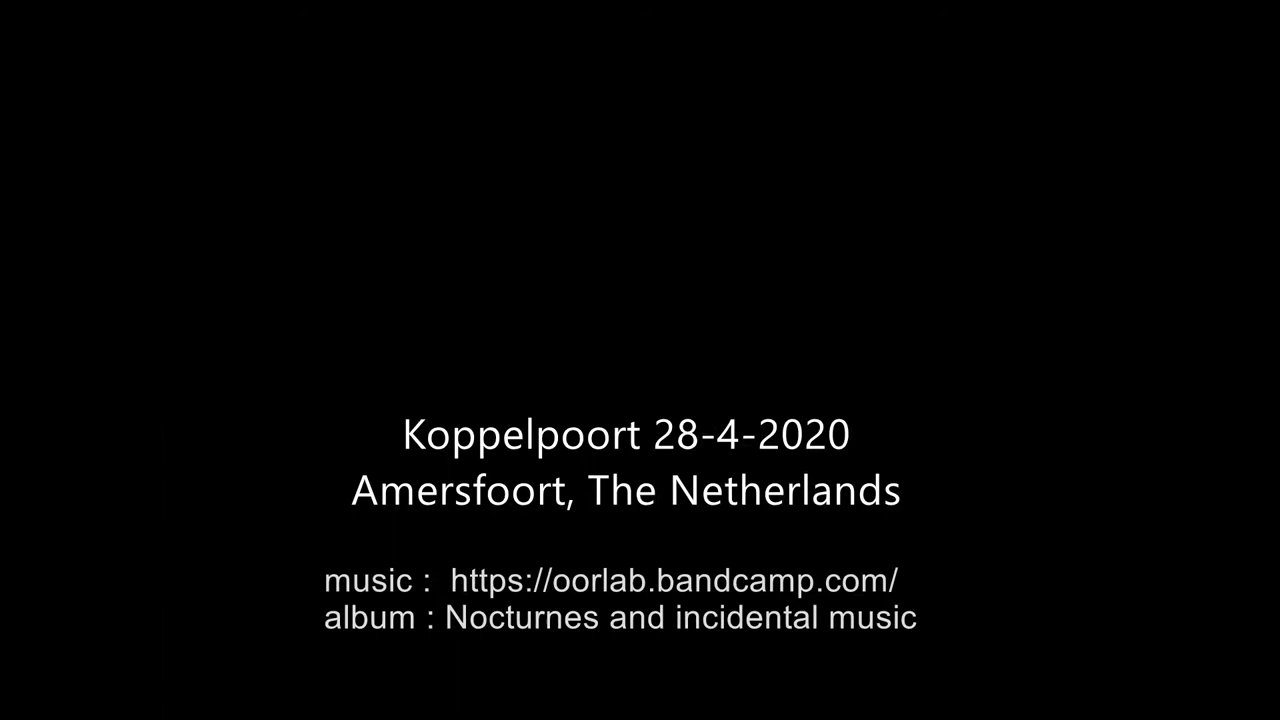 Koppelpoort 28-4-2020
Amersfoort, The Netherlands
music :  https://oorlab.bandcamp.com/
album : Nocturnes and incidental music